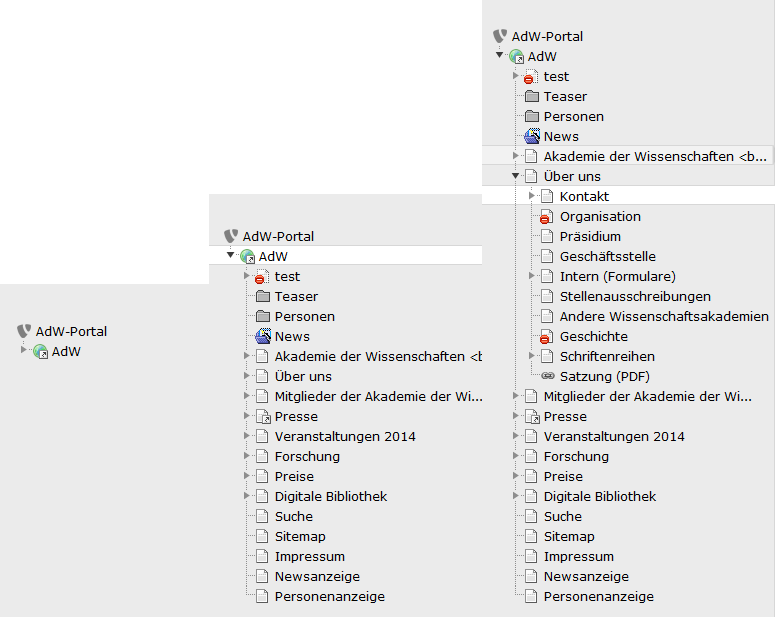 AdW-Portal
AdW
AdW-Portal
AdW
test
Teaser
Personen
News
Akademie der Wissenschaften <b
Über uns
Mitglieder der Akademie der Wi...
Presse
Veranstaltungen 2014
Forschung
Preise
Digitale Bibliothek
Suche
Sitemap
Impressum
Newsanzeige
Personenanzeige
AdW-Portal
AdW
test
Teaser
Personen
News
Akademie der Wissenschaften <b...
Über uns
Kontakt
Organisation
Präsidium
Geschäftsstelle
Intern (Formulare)
Stellenausschreibungen
Andere Wissenschaftsakademien
Geschichte
Schriftenreihen
Satzung (PDF)
Mitglieder der Akademie der Wi...
Presse
Veranstaltungen 2014
Forschung
Preise
Digitale Bibliothek
Suche
Sitemap
Impressum
Newsanzeige
Personenanzeige